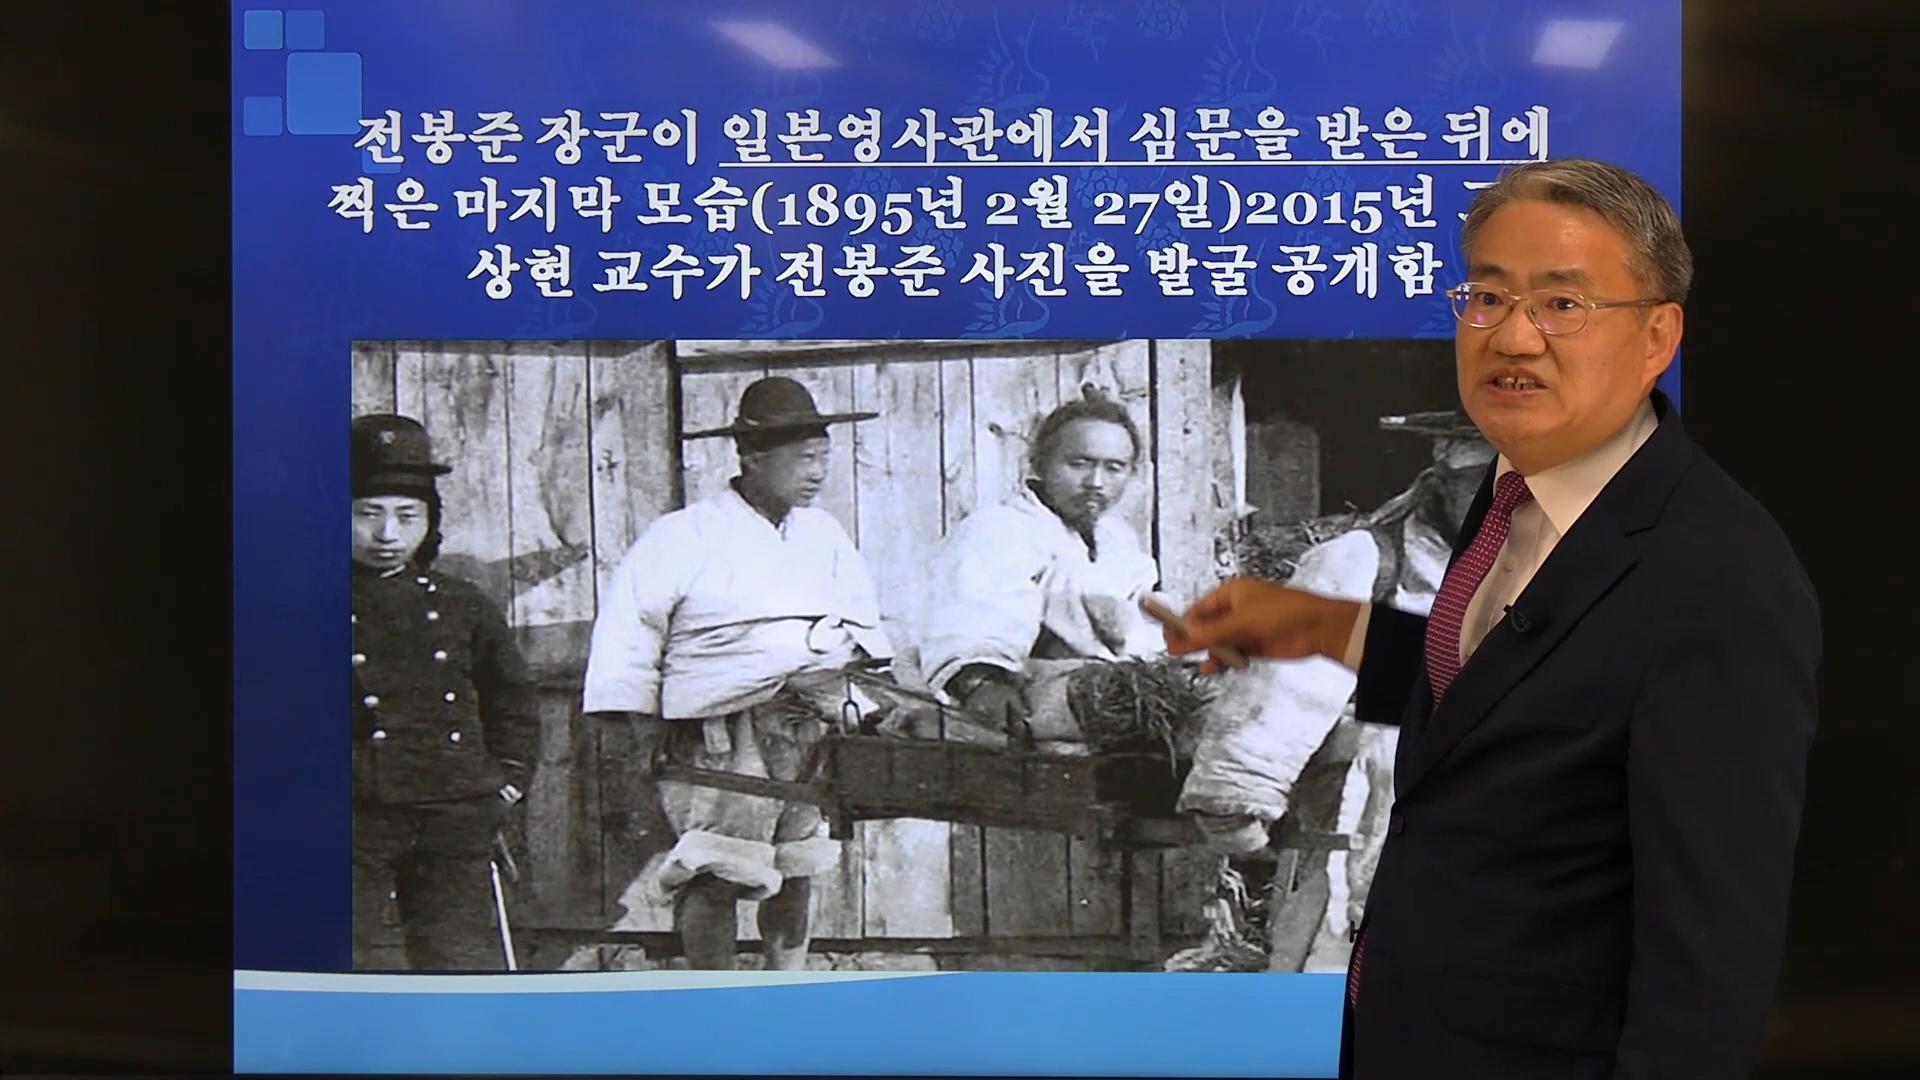 전봉준 장군이 일본영사관에서 심문을 받은 뒤에
찍은 마지막 모습(1895년 2월 27일)2015년
상현 교수가 전봉준 사진을 발굴 공개함